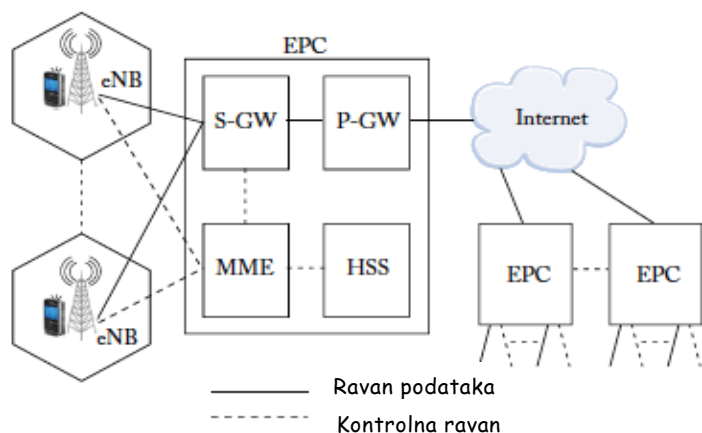 EPC
eNB
S-GW
P-GW
Internet
MME
HSS
EPC
EPC
eNB
Ravan podataka
Kontrolna ravan